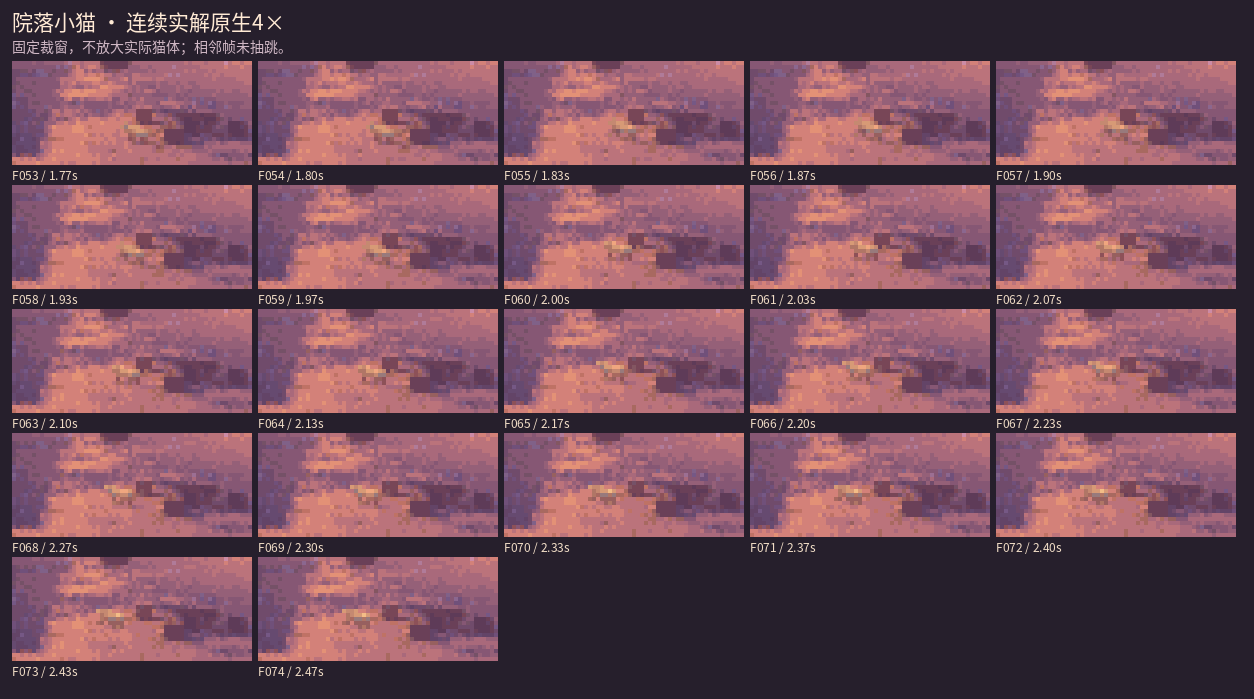 院落小猫 · 连续实解原生4×
固定裁窗，不放大实际猫体；相邻帧未抽跳。
F053 / 1.77s
F054 / 1.80s
F055 / 1.83s
F056 / 1.87s
F057 / 1.90s
F058 / 1.93s
F059 / 1.97s
F060 / 2.00s
F061 / 2.03s
F062 / 2.07s
F063 / 2.10s
F064 / 2.13s
F065 / 2.17s
F066 / 2.20s
F067 / 2.23s
F068 / 2.27s
F069 / 2.30s
F070 / 2.33s
F071 / 2.37s
F072 / 2.40s
F073 / 2.43s
F074 / 2.47s